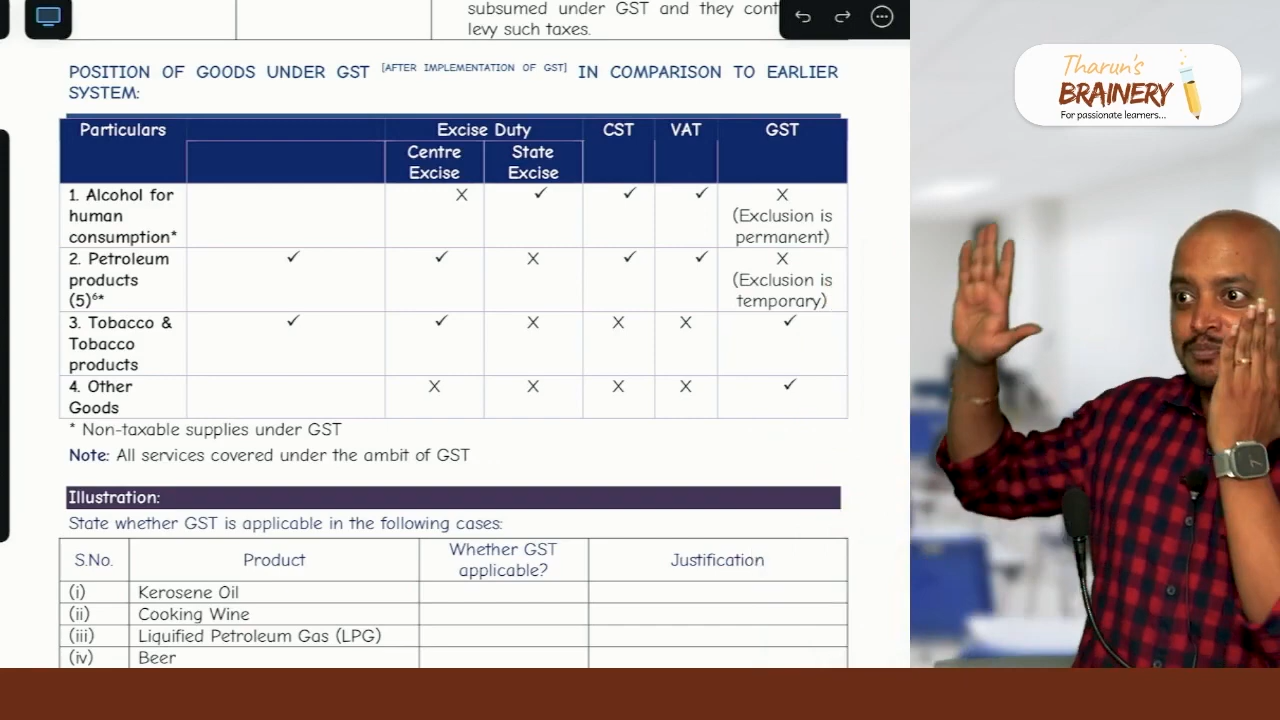 subsumed under GST and they cont
levy such taxes.
POSITION OF GOODS UNDER GST [AFTER IMPLEMENTATION OF GST] IN COMPARISON TO EARLIER
SYSTEM:
Particulars Excise Duty CST VAT GST
Centre Excise State Excise
1. Alcohol for human consumption* X ✓ ✓ ✓ X (Exclusion is permanent)
2. Petroleum products (5)⁶* ✓ ✓ X ✓ ✓ X (Exclusion is temporary)
3. Tobacco & Tobacco products ✓ ✓ X X X ✓
4. Other Goods X X X X ✓
* Non-taxable supplies under GST
Note: All services covered under the ambit of GST
Illustration:
State whether GST is applicable in the following cases:
S.No. Product Whether GST applicable? Justification
(i) Kerosene Oil
(ii) Cooking Wine
(iii) Liquified Petroleum Gas (LPG)
(iv) Beer
Tharun's
BRAINERY
For passionate learners...